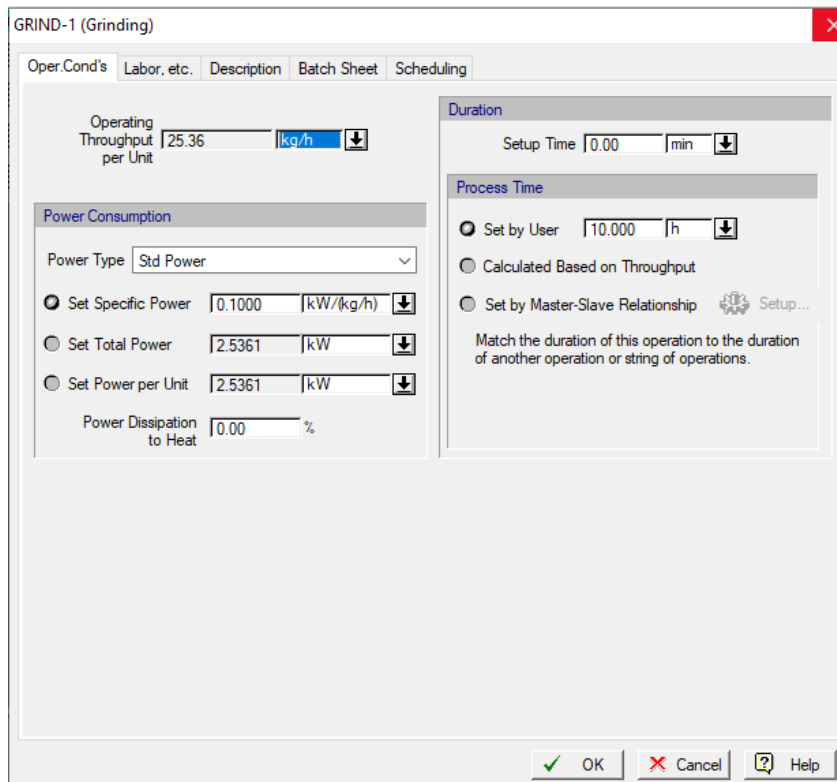 GRIND-1 (Grinding)
Oper.Cond's Labor, etc. Description Batch Sheet Scheduling
Operating
Throughput
per Unit
25.36 kg/h
Power Consumption
Power Type Std Power
Set Specific Power 0.1000 kW/(kg/h)
Set Total Power 2.5361 kW
Set Power per Unit 2.5361 kW
Power Dissipation
to Heat
0.00 %
Duration
Setup Time 0.00 min
Process Time
Set by User 10.000 h
Calculated Based on Throughput
Set by Master-Slave Relationship Setup...
Match the duration of this operation to the duration
of another operation or string of operations.
OK Cancel Help